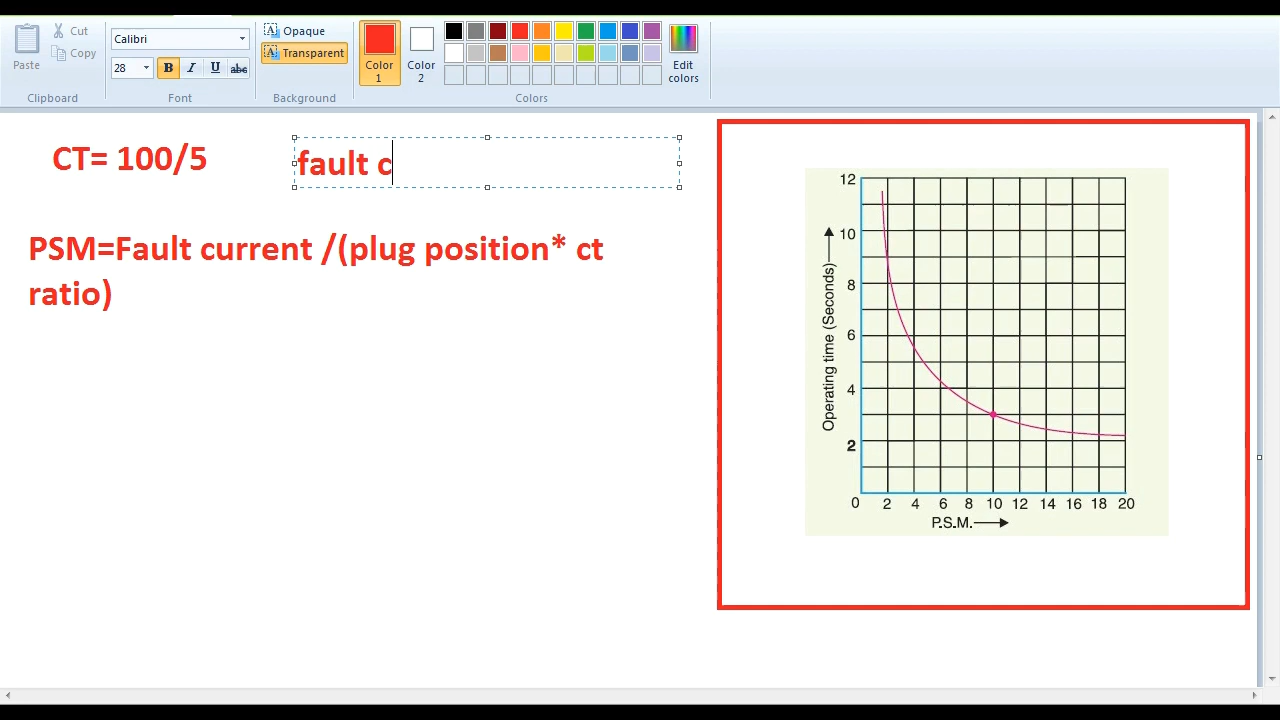 Paste
Cut
Copy
Clipboard
Calibri
28
B I U abc
Font
Opaque
Transparent
Background
Color 1
Color 2
Edit colors
Colors
CT= 100/5
fault c
PSM=Fault current /(plug position* ct
ratio)
12
10
8
6
4
2
Operating time (Seconds)
0 2 4 6 8 10 12 14 16 18 20
P.S.M.